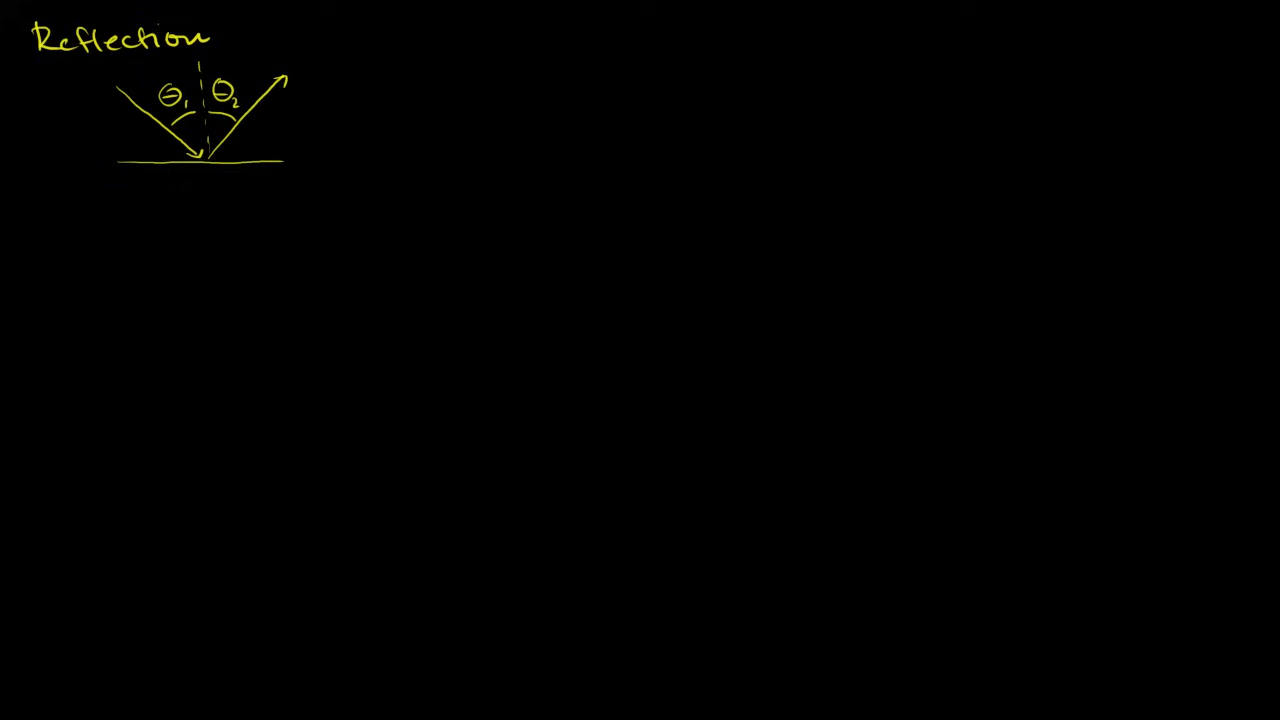 Reflection
θ₁ θ₂